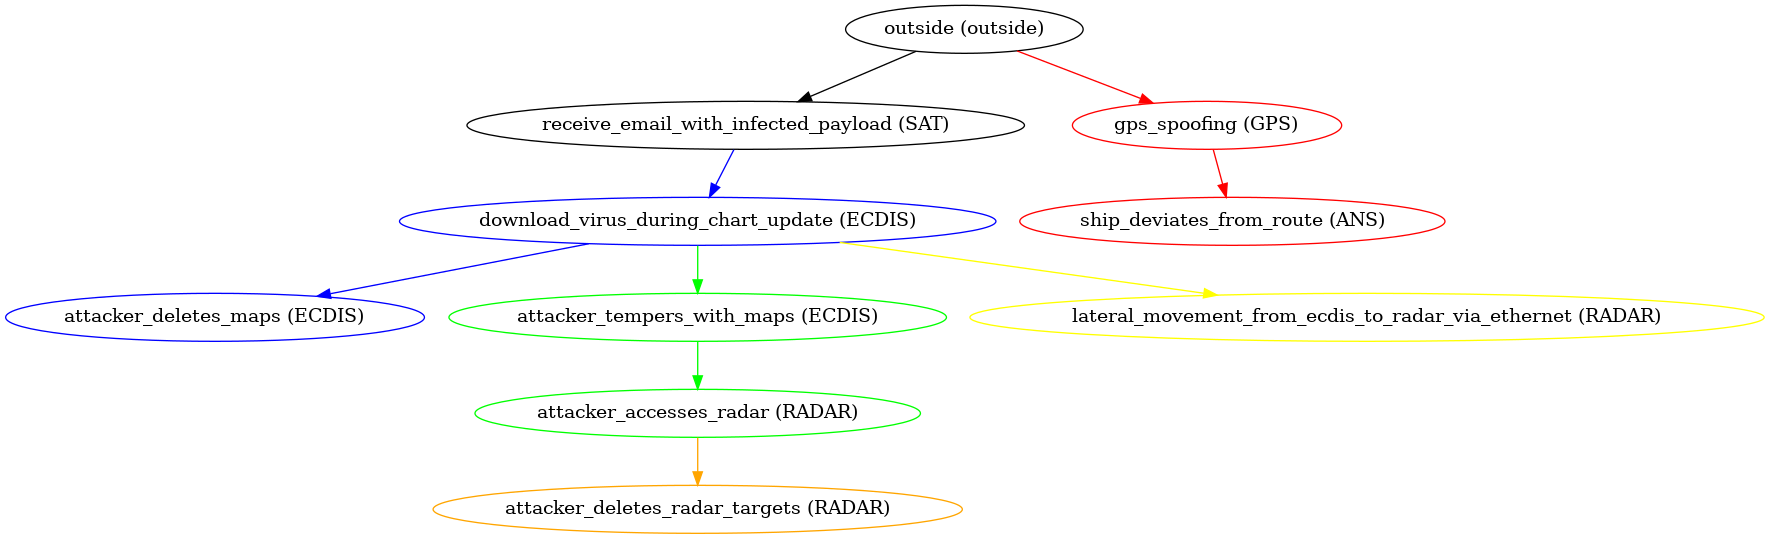 outside (outside)
receive_email_with_infected_payload (SAT)
gps_spoofing (GPS)
download_virus_during_chart_update (ECDIS)
ship_deviates_from_route (ANS)
attacker_deletes_maps (ECDIS)
attacker_tempers_with_maps (ECDIS)
lateral_movement_from_ecdis_to_radar_via_ethernet (RADAR)
attacker_accesses_radar (RADAR)
attacker_deletes_radar_targets (RADAR)